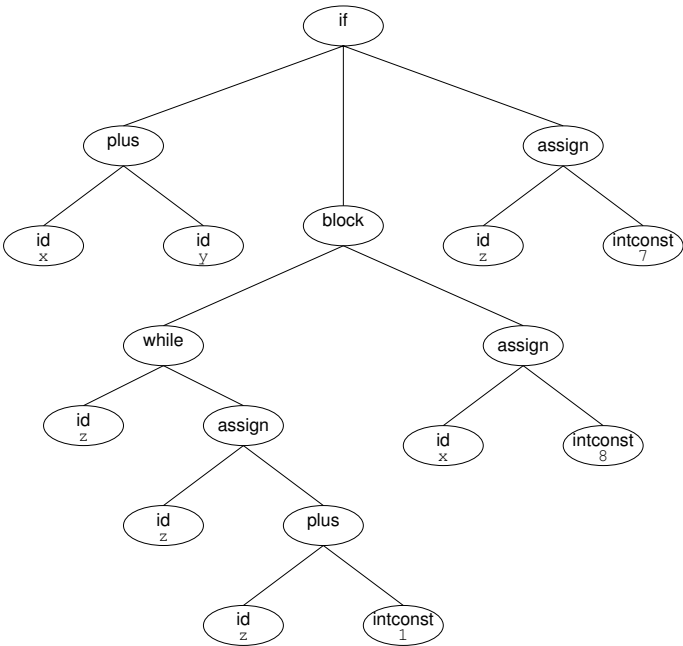 if
plus
assign
id
x
id
y
block
id
z
intconst
7
while
assign
id
z
assign
id
x
intconst
8
id
z
plus
id
z
intconst
1